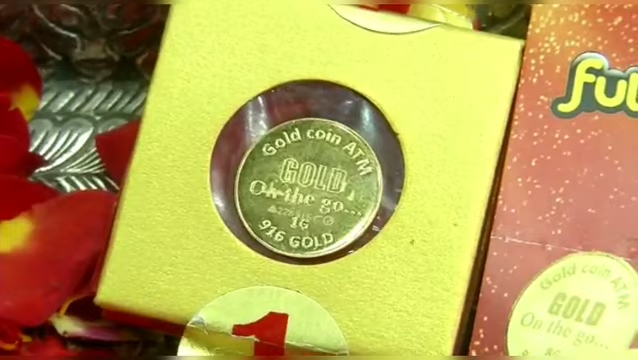 Gold coin ATM
GOLD
On the go...
1G
916 GOLD
1
ful
Gold coin ATM
GOLD
On the go...